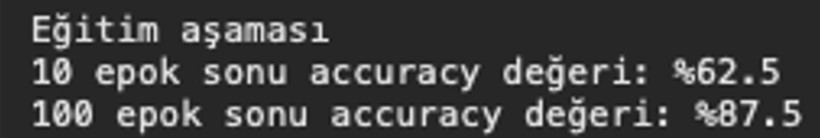 Eğitim aşaması
10 epok sonu accuracy değeri: %62.5
100 epok sonu accuracy değeri: %87.5